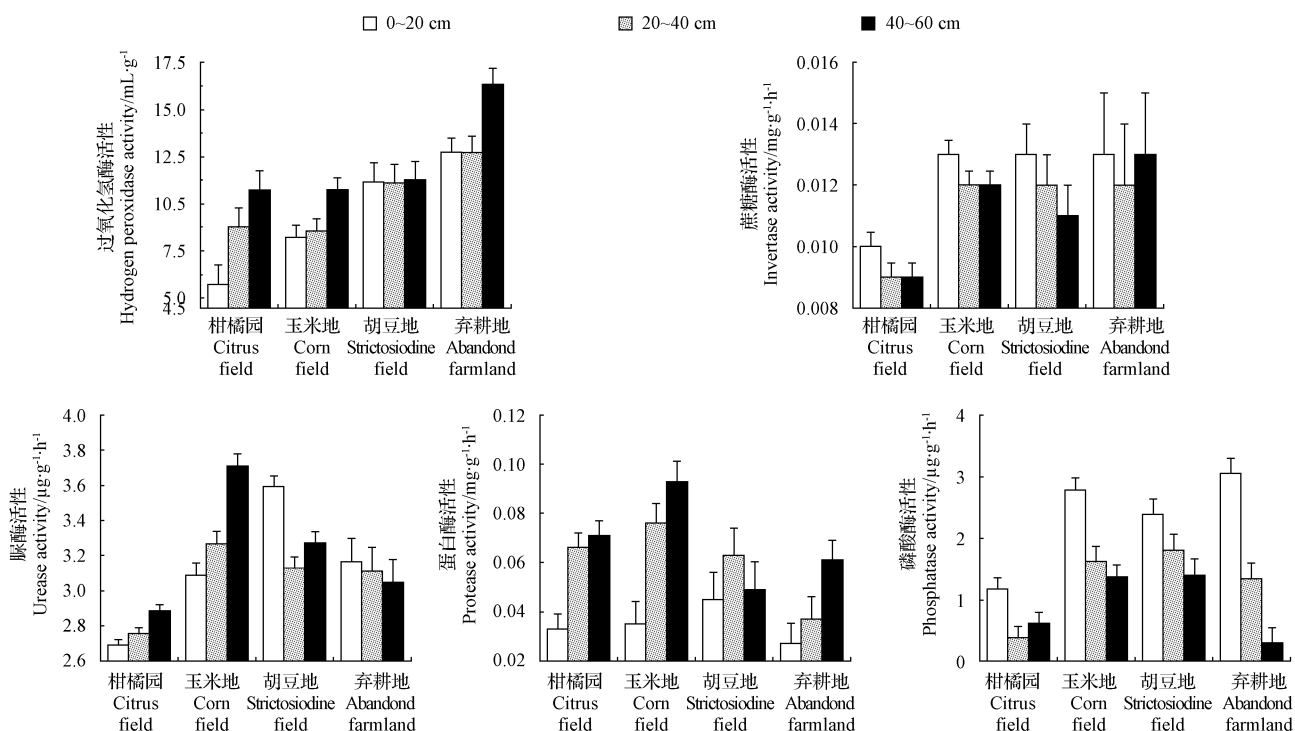 0~20 cm
20~40 cm
40~60 cm
过氧化氢酶活性
Hydrogen peroxidase activity/mL·g-1
17.5
15.0
12.5
10.5
7.5
5.0
4.5
柑橘园
Citrus
field
玉米地
Corn
field
胡豆地
Strictosiodine
field
弃耕地
Abandond
farmland
蔗糖酶活性
Invertase activity/mg·g-1·h-1
0.016
0.014
0.012
0.010
0.008
柑橘园
Citrus
field
玉米地
Corn
field
胡豆地
Strictosiodine
field
弃耕地
Abandond
farmland
脲酶活性
Urease activity/μg·g-1·h-1
4.0
3.8
3.6
3.4
3.2
3.0
2.8
2.6
柑橘园
Citrus
field
玉米地
Corn
field
胡豆地
Strictosiodine
field
弃耕地
Abandond
farmland
蛋白酶活性
Protease activity/mg·g-1·h-1
0.12
0.10
0.08
0.06
0.04
0.02
柑橘园
Citrus
field
玉米地
Corn
field
胡豆地
Strictosiodine
field
弃耕地
Abandond
farmland
磷酸酶活性
Phosphatase activity/μg·g-1·h-1
4
3
2
1
0
柑橘园
Citrus
field
玉米地
Corn
field
胡豆地
Strictosiodine
field
弃耕地
Abandond
farmland